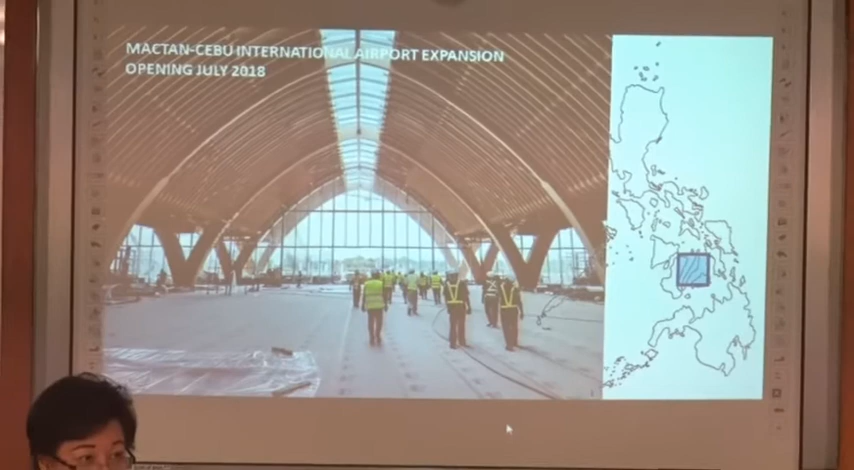 MACTAN-CEBU INTERNATIONAL AIRPORT EXPANSION
OPENING JULY 2018